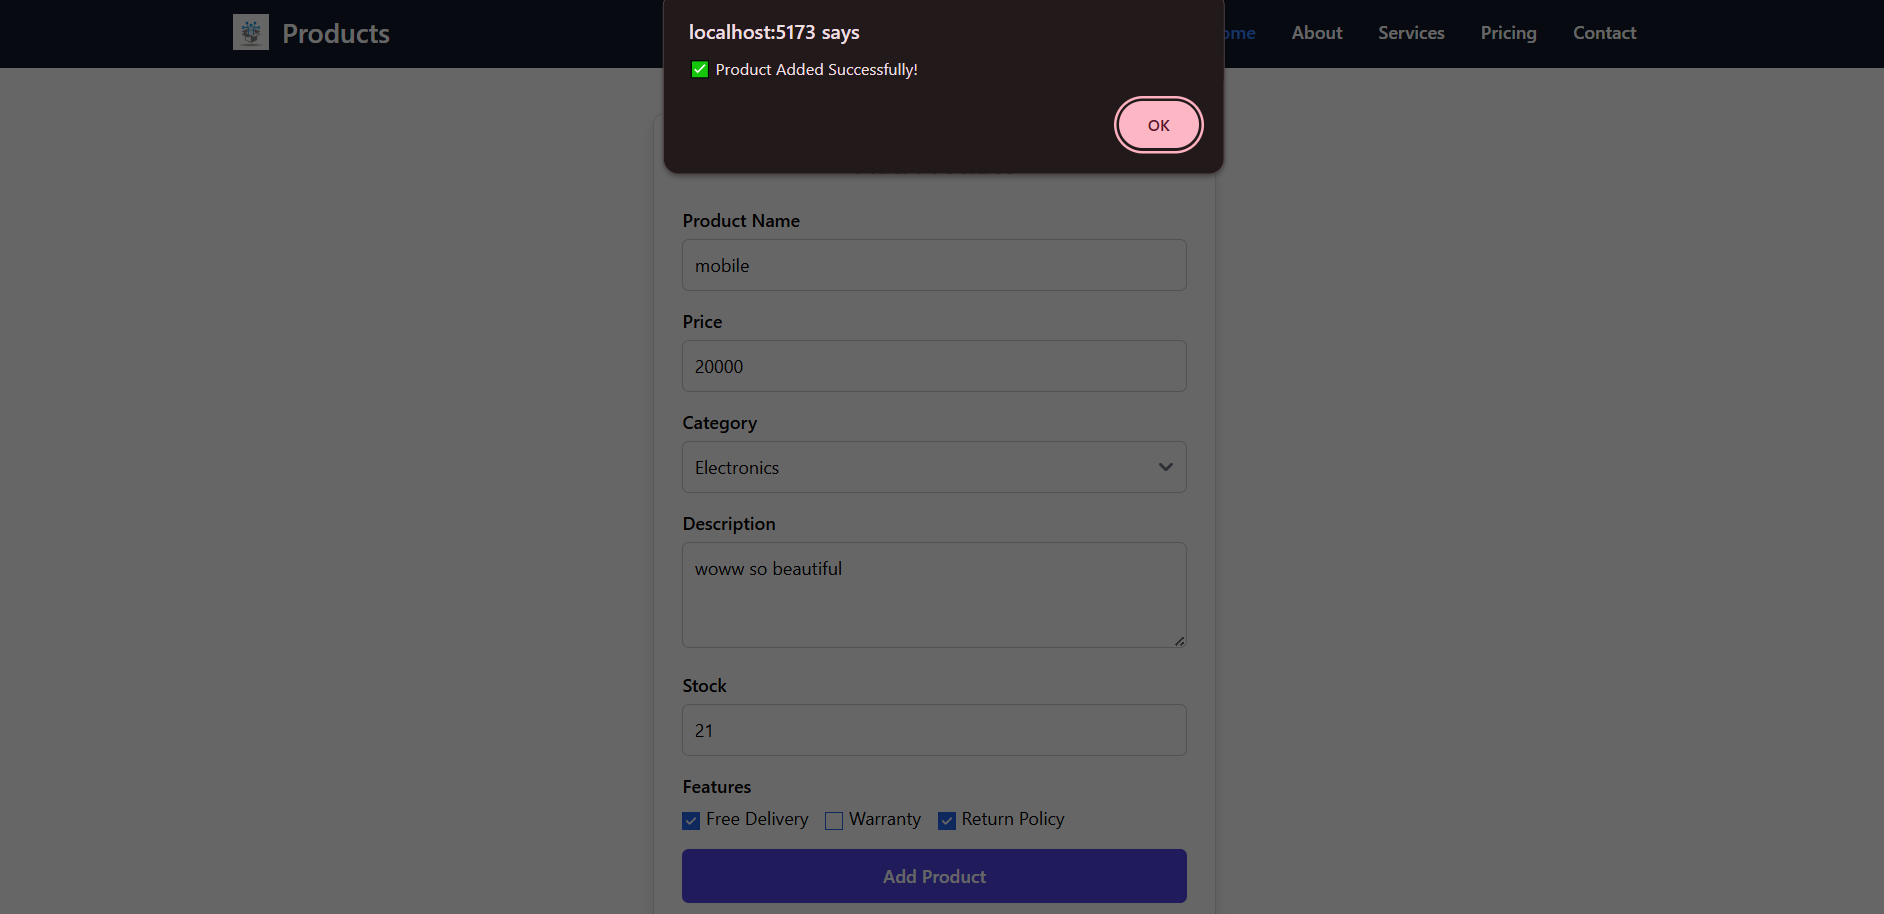 Products
ome About Services Pricing Contact
localhost:5173 says
✅ Product Added Successfully!
OK
Product Name
mobile
Price
20000
Category
Electronics
Description
woww so beautiful
Stock
21
Features
Free Delivery Warranty Return Policy
Add Product